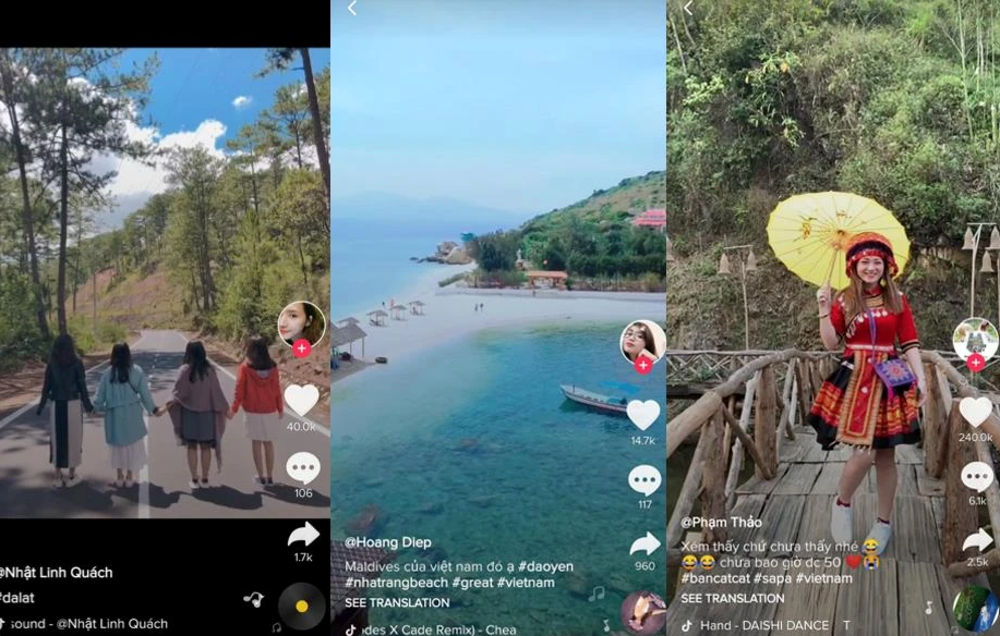 40.0k
106
1.7k
@Nhật Linh Quách
#dalat
sound - @Nhật Linh Quách
14.7k
117
960
@Hoang Diep
Maldives của việt nam đó ạ #daoyen
#nhatrangbeach #great #vietnam
SEE TRANSLATION
des X Cade Remix) - Chea
240.0k
6.1k
2.5k
@Phạm Thảo
Xém thấy chứ chưa thấy nhé 😂
😂😂 chưa bao giờ dc 50 ❤️😭
#bancatcat #sapa #vietnam
SEE TRANSLATION
Hand - DAISHI DANCE T